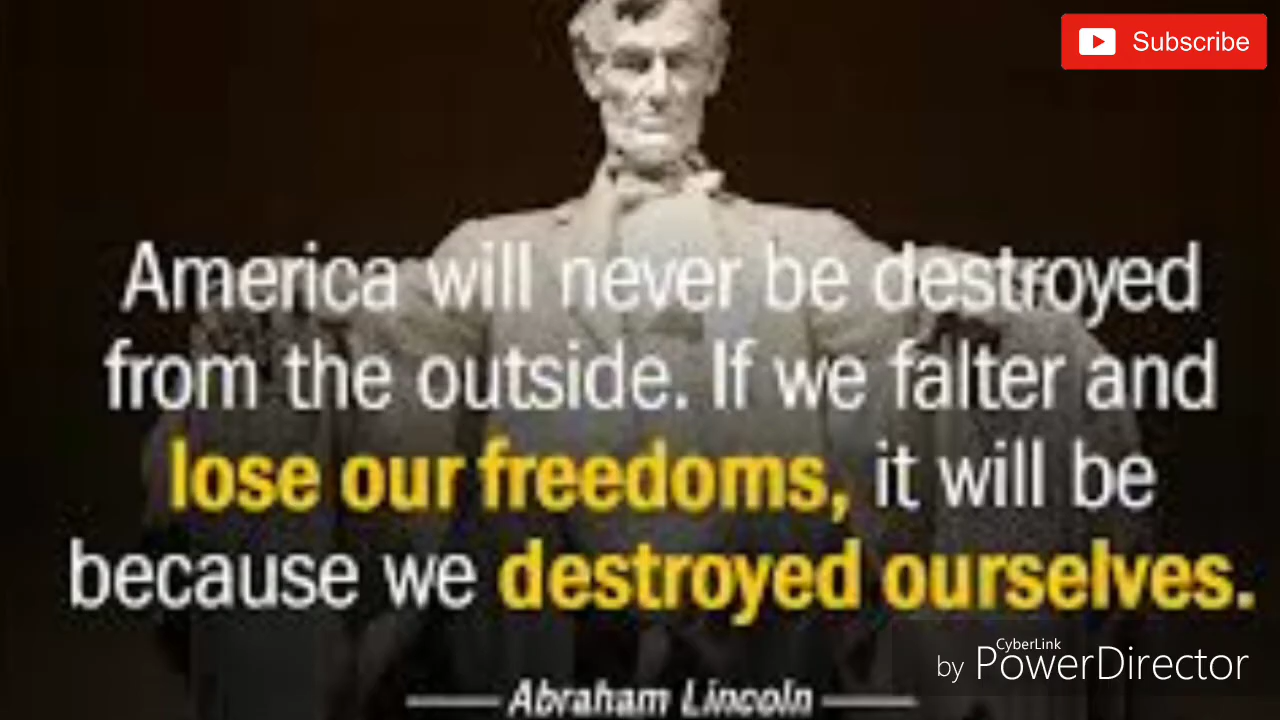 Subscribe
America will never be destroyed
from the outside. If we falter and
lose our freedoms, it will be
because we destroyed ourselves.
Abraham Lincoln
CyberLink
by PowerDirector